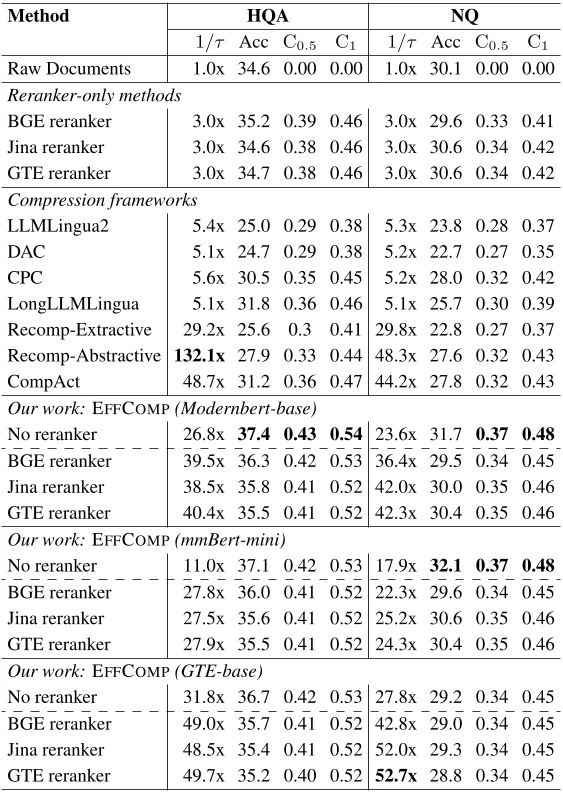 Method HQA NQ
1/τ Acc C0.5 C1 1/τ Acc C0.5 C1
Raw Documents 1.0x 34.6 0.00 0.00 1.0x 30.1 0.00 0.00
Reranker-only methods
BGE reranker 3.0x 35.2 0.39 0.46 3.0x 29.6 0.33 0.41
Jina reranker 3.0x 34.6 0.38 0.46 3.0x 30.6 0.34 0.42
GTE reranker 3.0x 34.7 0.38 0.46 3.0x 30.6 0.34 0.42
Compression frameworks
LLMLingua2 5.4x 25.0 0.29 0.38 5.3x 23.8 0.28 0.37
DAC 5.1x 24.7 0.29 0.38 5.2x 22.7 0.27 0.35
CPC 5.6x 30.5 0.35 0.45 5.2x 28.0 0.32 0.42
LongLLMLingua 5.1x 31.8 0.36 0.46 5.1x 25.7 0.30 0.39
Recomp-Extractive 29.2x 25.6 0.3 0.41 29.8x 22.8 0.27 0.37
Recomp-Abstractive 132.1x 27.9 0.33 0.44 48.3x 27.6 0.32 0.43
CompAct 48.7x 31.2 0.36 0.47 44.2x 27.8 0.32 0.43
Our work: EFFCOMP (Modernbert-base)
No reranker 26.8x 37.4 0.43 0.54 23.6x 31.7 0.37 0.48
BGE reranker 39.5x 36.3 0.42 0.53 36.4x 29.5 0.34 0.45
Jina reranker 38.5x 35.8 0.41 0.52 42.0x 30.0 0.35 0.46
GTE reranker 40.4x 35.5 0.41 0.52 42.3x 30.4 0.35 0.46
Our work: EFFCOMP (mmBert-mini)
No reranker 11.0x 37.1 0.42 0.53 17.9x 32.1 0.37 0.48
BGE reranker 27.8x 36.0 0.41 0.52 22.3x 29.6 0.34 0.45
Jina reranker 27.5x 35.6 0.41 0.52 25.2x 30.6 0.35 0.46
GTE reranker 27.9x 35.5 0.41 0.52 24.3x 30.4 0.35 0.46
Our work: EFFCOMP (GTE-base)
No reranker 31.8x 36.7 0.42 0.53 27.8x 29.2 0.34 0.45
BGE reranker 49.0x 35.7 0.41 0.52 42.8x 29.0 0.34 0.45
Jina reranker 48.5x 35.4 0.41 0.52 52.0x 29.3 0.34 0.45
GTE reranker 49.7x 35.2 0.40 0.52 52.7x 28.8 0.34 0.45